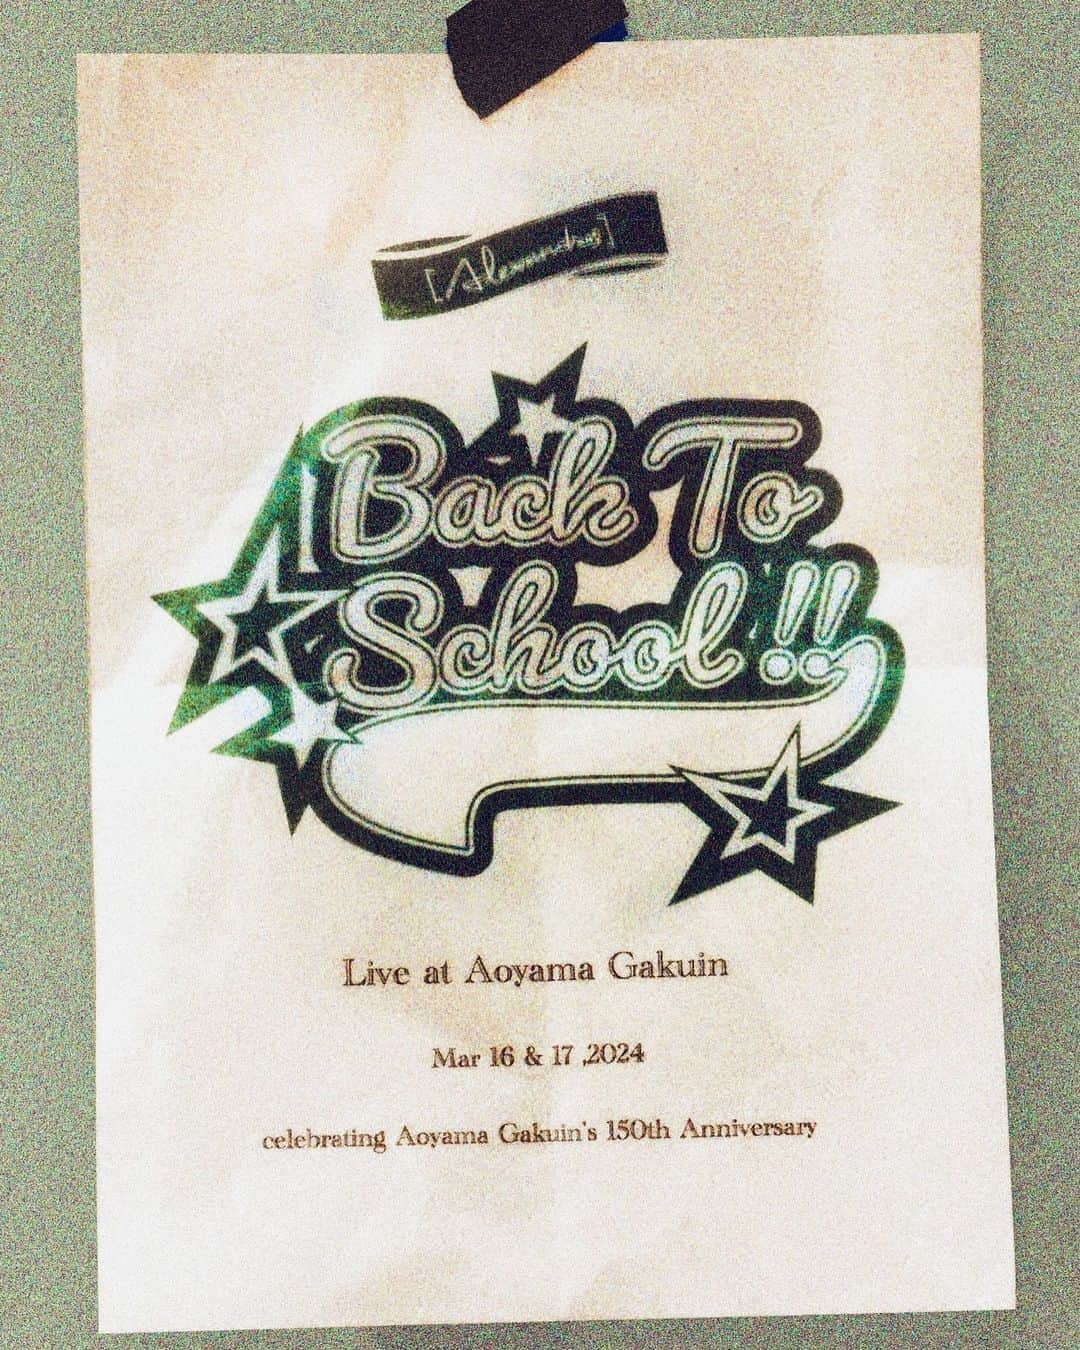 [Alexandros]
Back To
School !!
Live at Aoyama Gakuin
Mar 16 & 17 ,2024
celebrating Aoyama Gakuin's 150th Anniversary